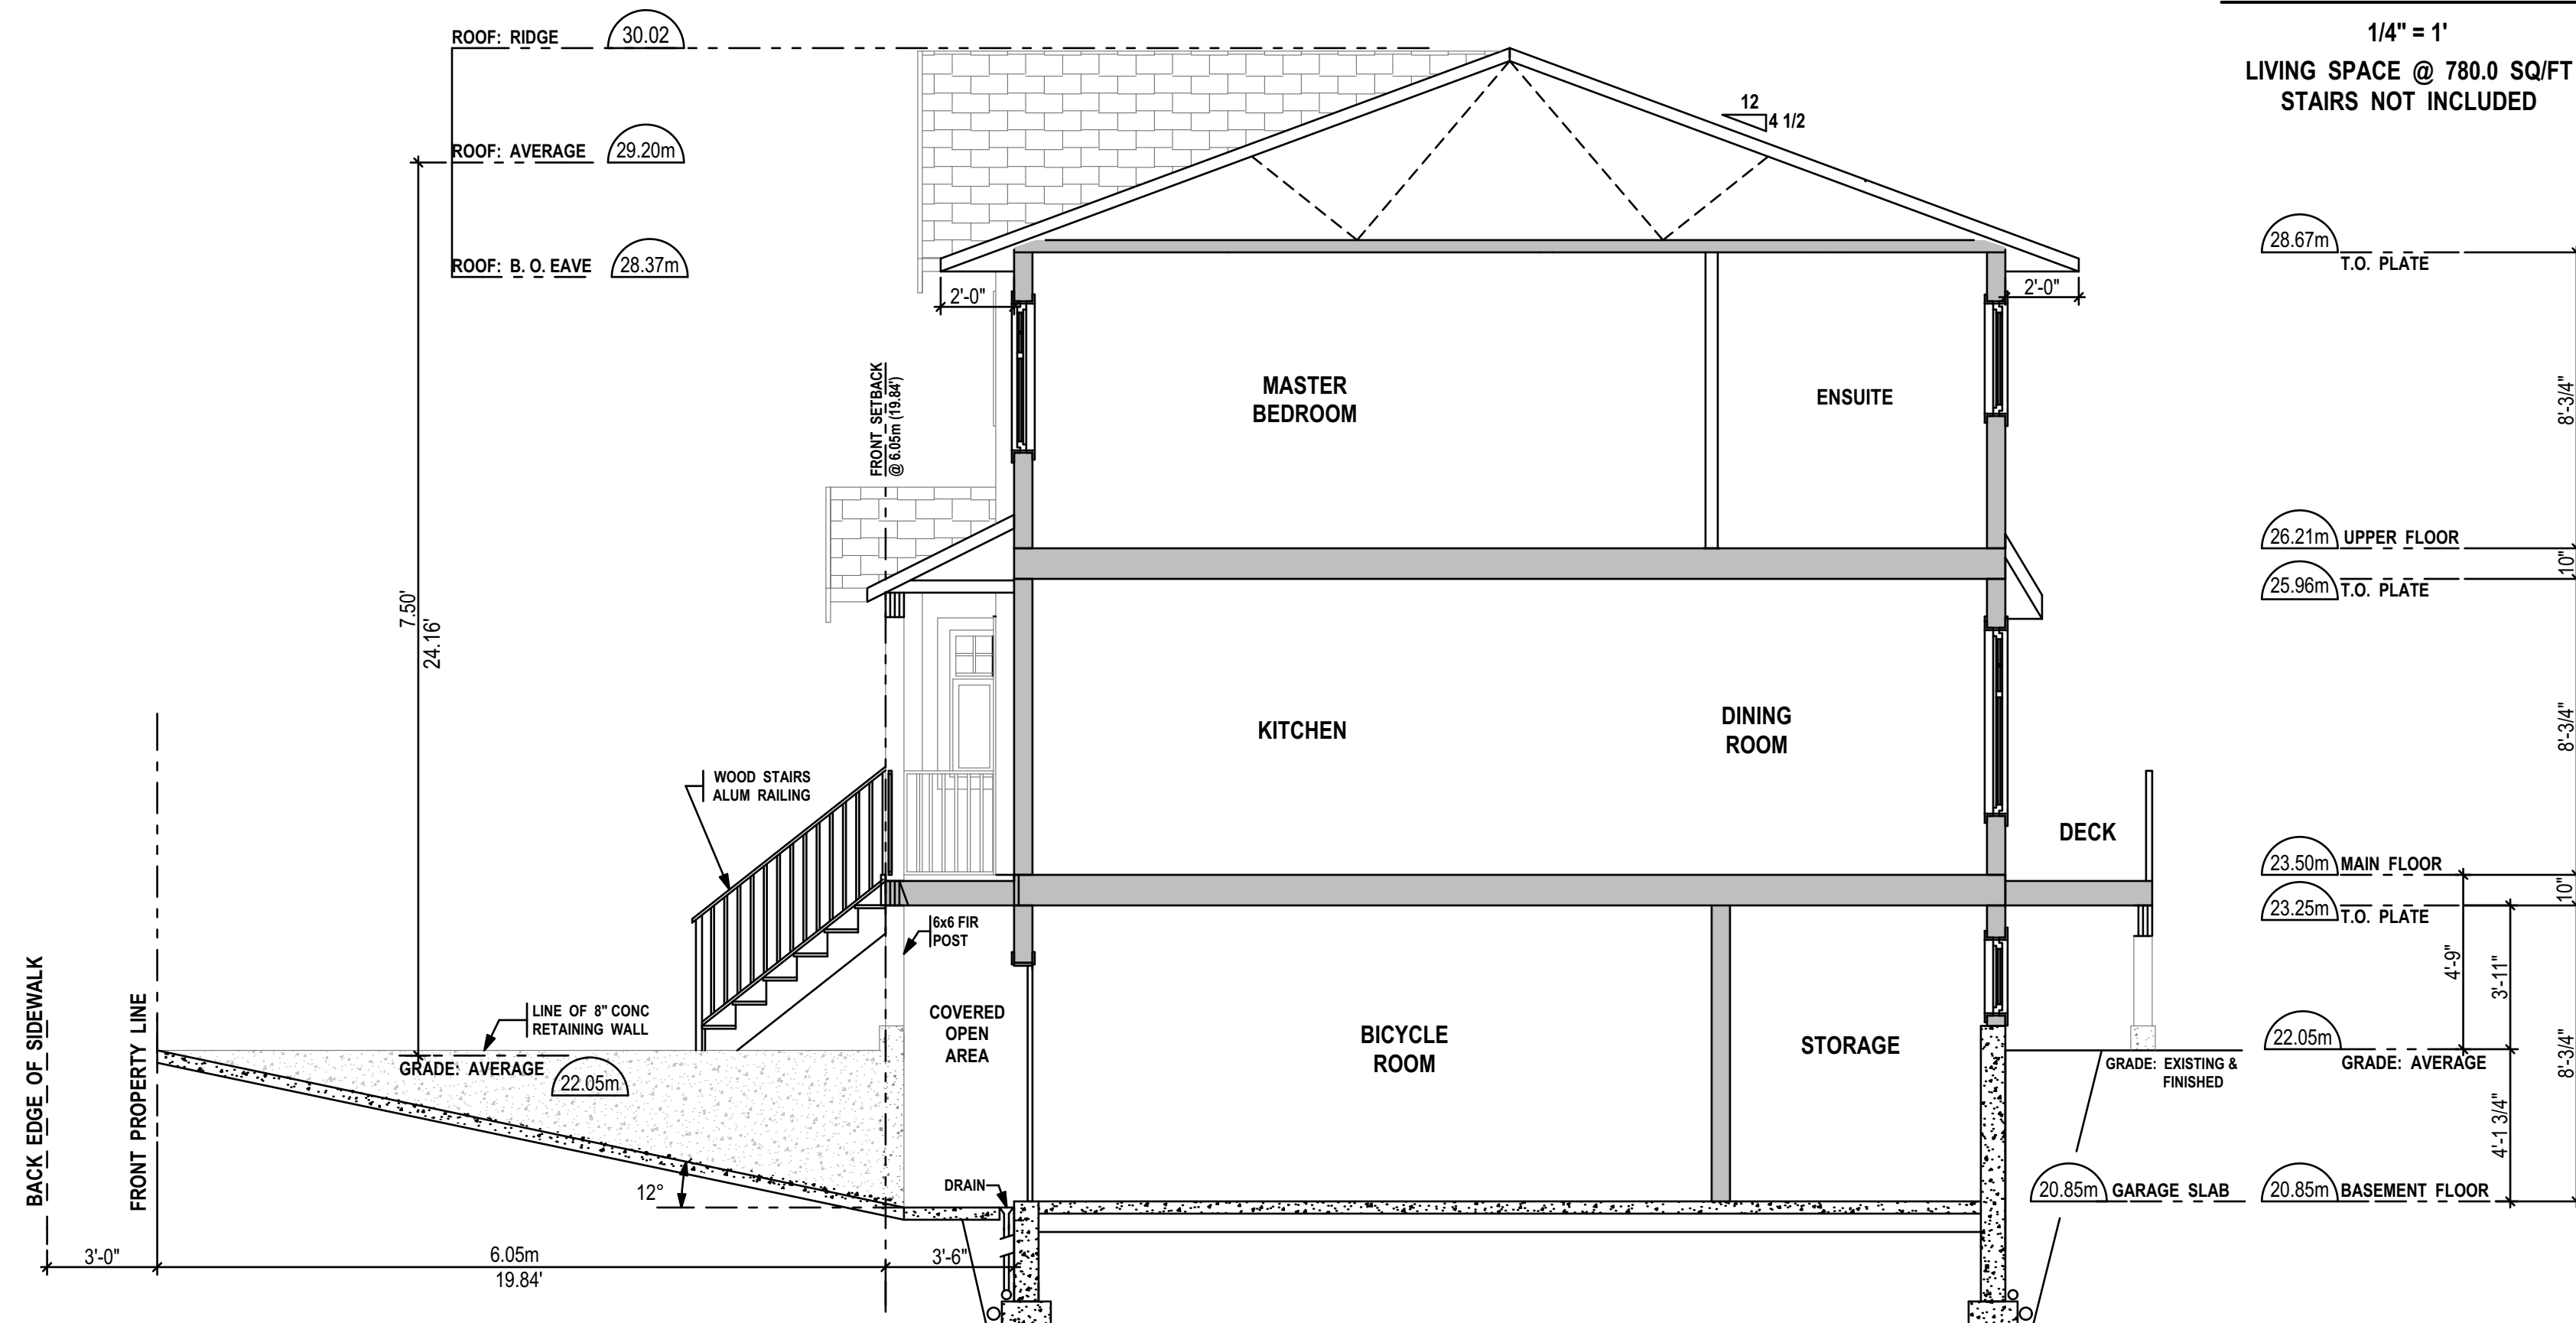 1/4" = 1'
LIVING SPACE @ 780.0 SQ/FT
STAIRS NOT INCLUDED
ROOF: RIDGE 30.02
ROOF: AVERAGE 29.20m
ROOF: B. O. EAVE 28.37m
12
4 1/2
2'-0"
2'-0"
28.67m
T.O. PLATE
FRONT SETBACK
@ 6.05m (19.84')
MASTER
BEDROOM
ENSUITE
8'-3/4"
26.21m UPPER FLOOR
10"
25.96m T.O. PLATE
7.50'
24.16'
KITCHEN
DINING
ROOM
8'-3/4"
WOOD STAIRS
ALUM RAILING
DECK
23.50m MAIN FLOOR
10"
23.25m T.O. PLATE
6x6 FIR
POST
4'-9"
3'-11"
BACK EDGE OF SIDEWALK
FRONT PROPERTY LINE
LINE OF 8" CONC
RETAINING WALL
COVERED
OPEN
AREA
BICYCLE
ROOM
STORAGE
22.05m
GRADE: AVERAGE
GRADE: EXISTING &
FINISHED
GRADE: AVERAGE
22.05m
8'-3/4"
4'-1 3/4"
12°
DRAIN
20.85m GARAGE SLAB
20.85m BASEMENT FLOOR
3'-0"
6.05m
19.84'
3'-6"